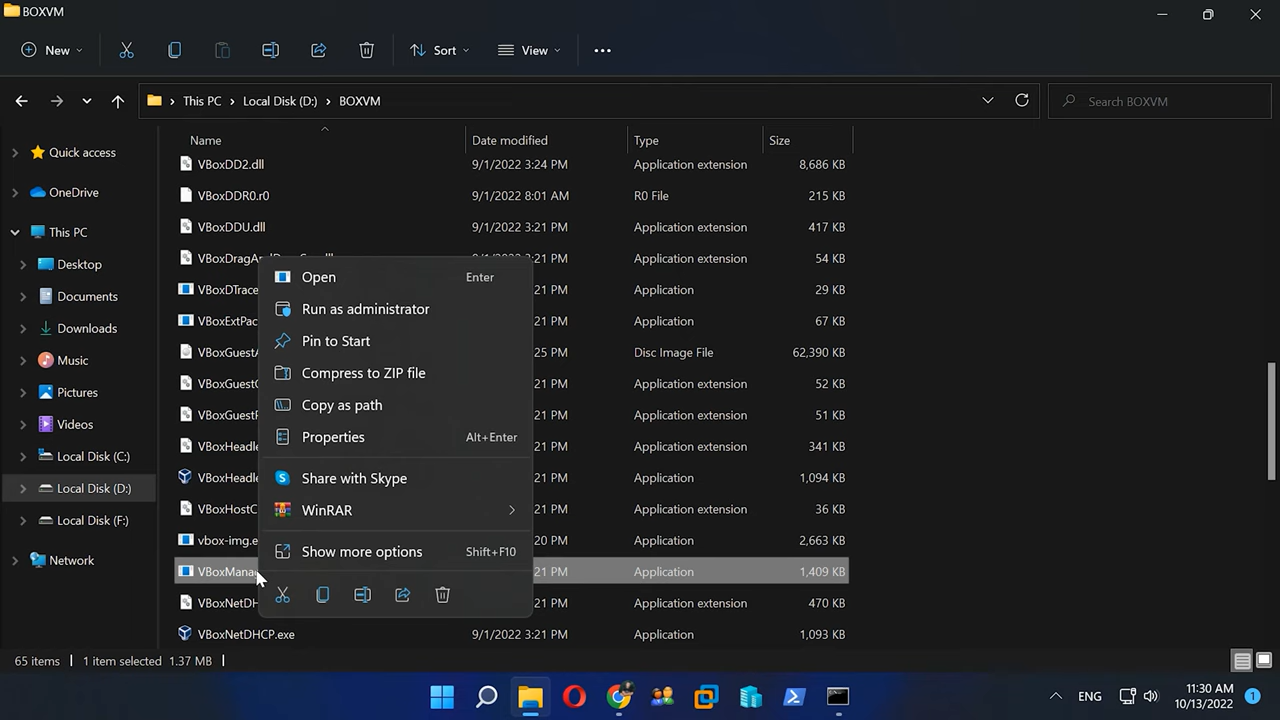 BOXVM
New
Sort
View
This PC > Local Disk (D:) > BOXVM
Search BOXVM
Name
Date modified
Type
Size
Quick access
OneDrive
This PC
Desktop
Documents
Downloads
Music
Pictures
Videos
Local Disk (C:)
Local Disk (D:)
Local Disk (F:)
Network
VBoxDD2.dll 9/1/2022 3:24 PM Application extension 8,686 KB
VBoxDDR0.r0 9/1/2022 8:01 AM R0 File 215 KB
VBoxDDU.dll 9/1/2022 3:21 PM Application extension 417 KB
Application extension 54 KB
VBoxDTrace 21 PM Application 29 KB
VBoxExtPac 21 PM Application 67 KB
VBoxGuestA 25 PM Disc Image File 62,390 KB
VBoxGuestC 21 PM Application extension 52 KB
VBoxGuestP 21 PM Application extension 51 KB
VBoxHeadle 21 PM Application extension 341 KB
VBoxHeadle 21 PM Application 1,094 KB
VBoxHostC 21 PM Application extension 36 KB
vbox-img.e 20 PM Application 2,663 KB
VBoxManag 21 PM Application 1,409 KB
VBoxNetDH 21 PM Application extension 470 KB
VBoxNetDHCP.exe 9/1/2022 3:21 PM Application 1,093 KB
Open Enter
Run as administrator
Pin to Start
Compress to ZIP file
Copy as path
Properties Alt+Enter
Share with Skype
WinRAR
Show more options Shift+F10
65 items 1 item selected 1.37 MB
ENG
11:30 AM
10/13/2022
1